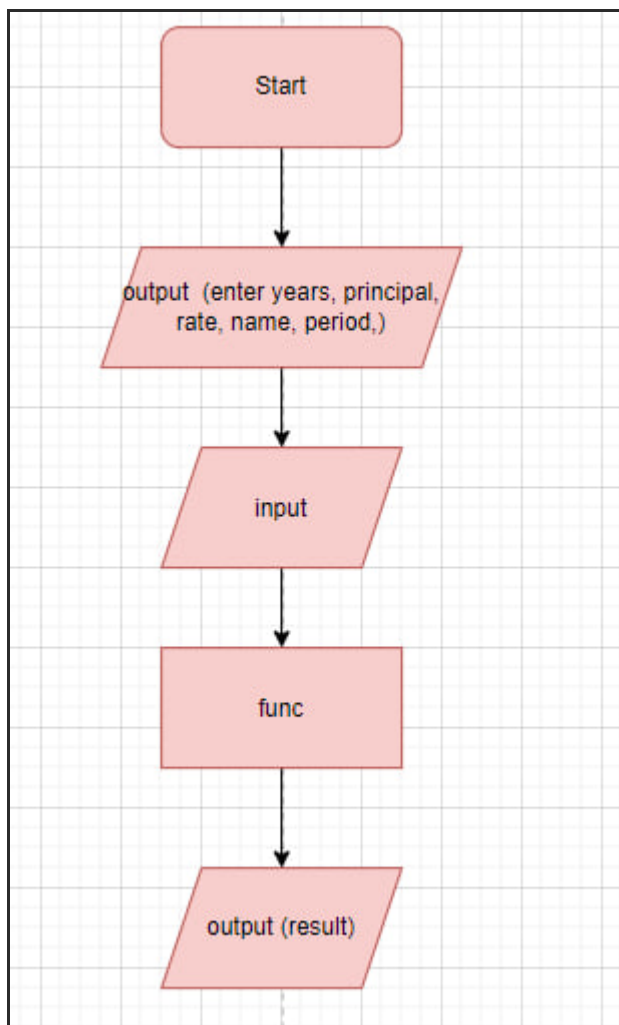 Start
output (enter years, principal,
rate, name, period,)
input
func
output (result)